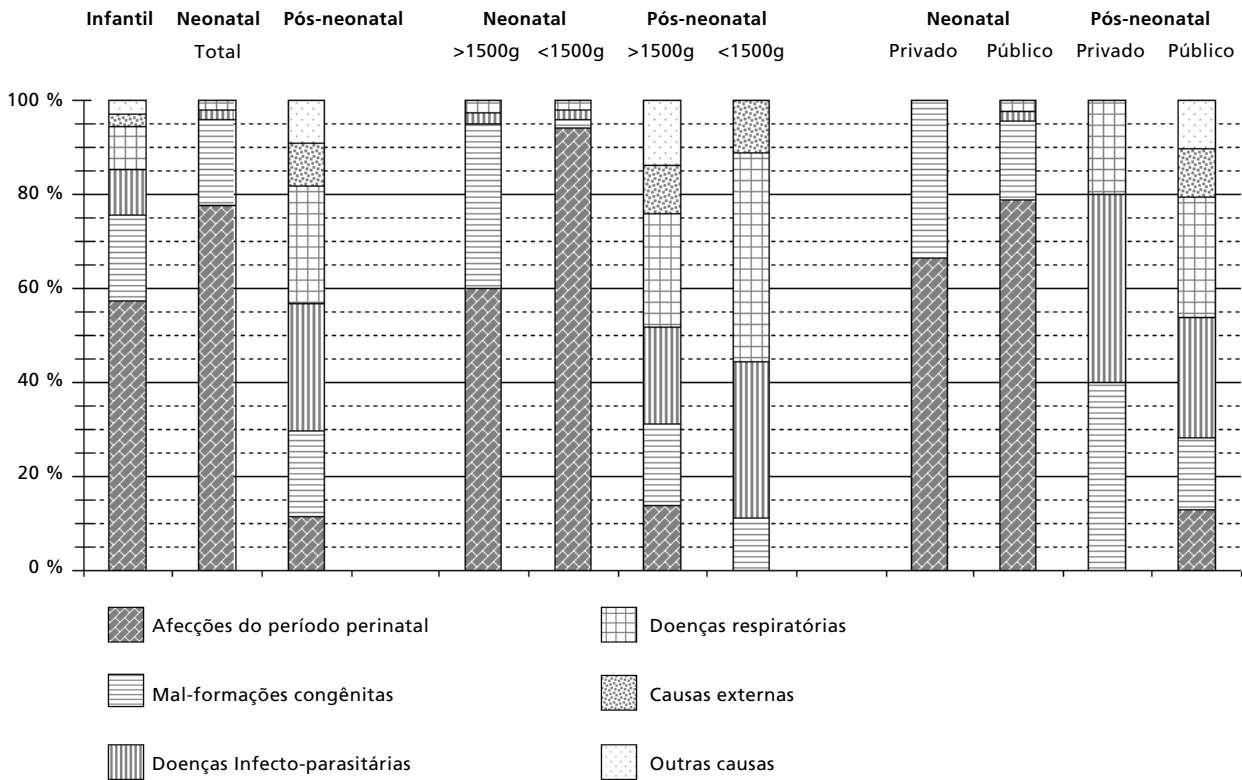 Infantil Neonatal Pós-neonatal Neonatal Pós-neonatal Neonatal Pós-neonatal
Total >1500g <1500g >1500g <1500g Privado Público Privado Público
100 %
80 %
60 %
40 %
20 %
0 %
Afecções do período perinatal
Doenças respiratórias
Mal-formações congênitas
Causas externas
Doenças Infecto-parasitárias
Outras causas